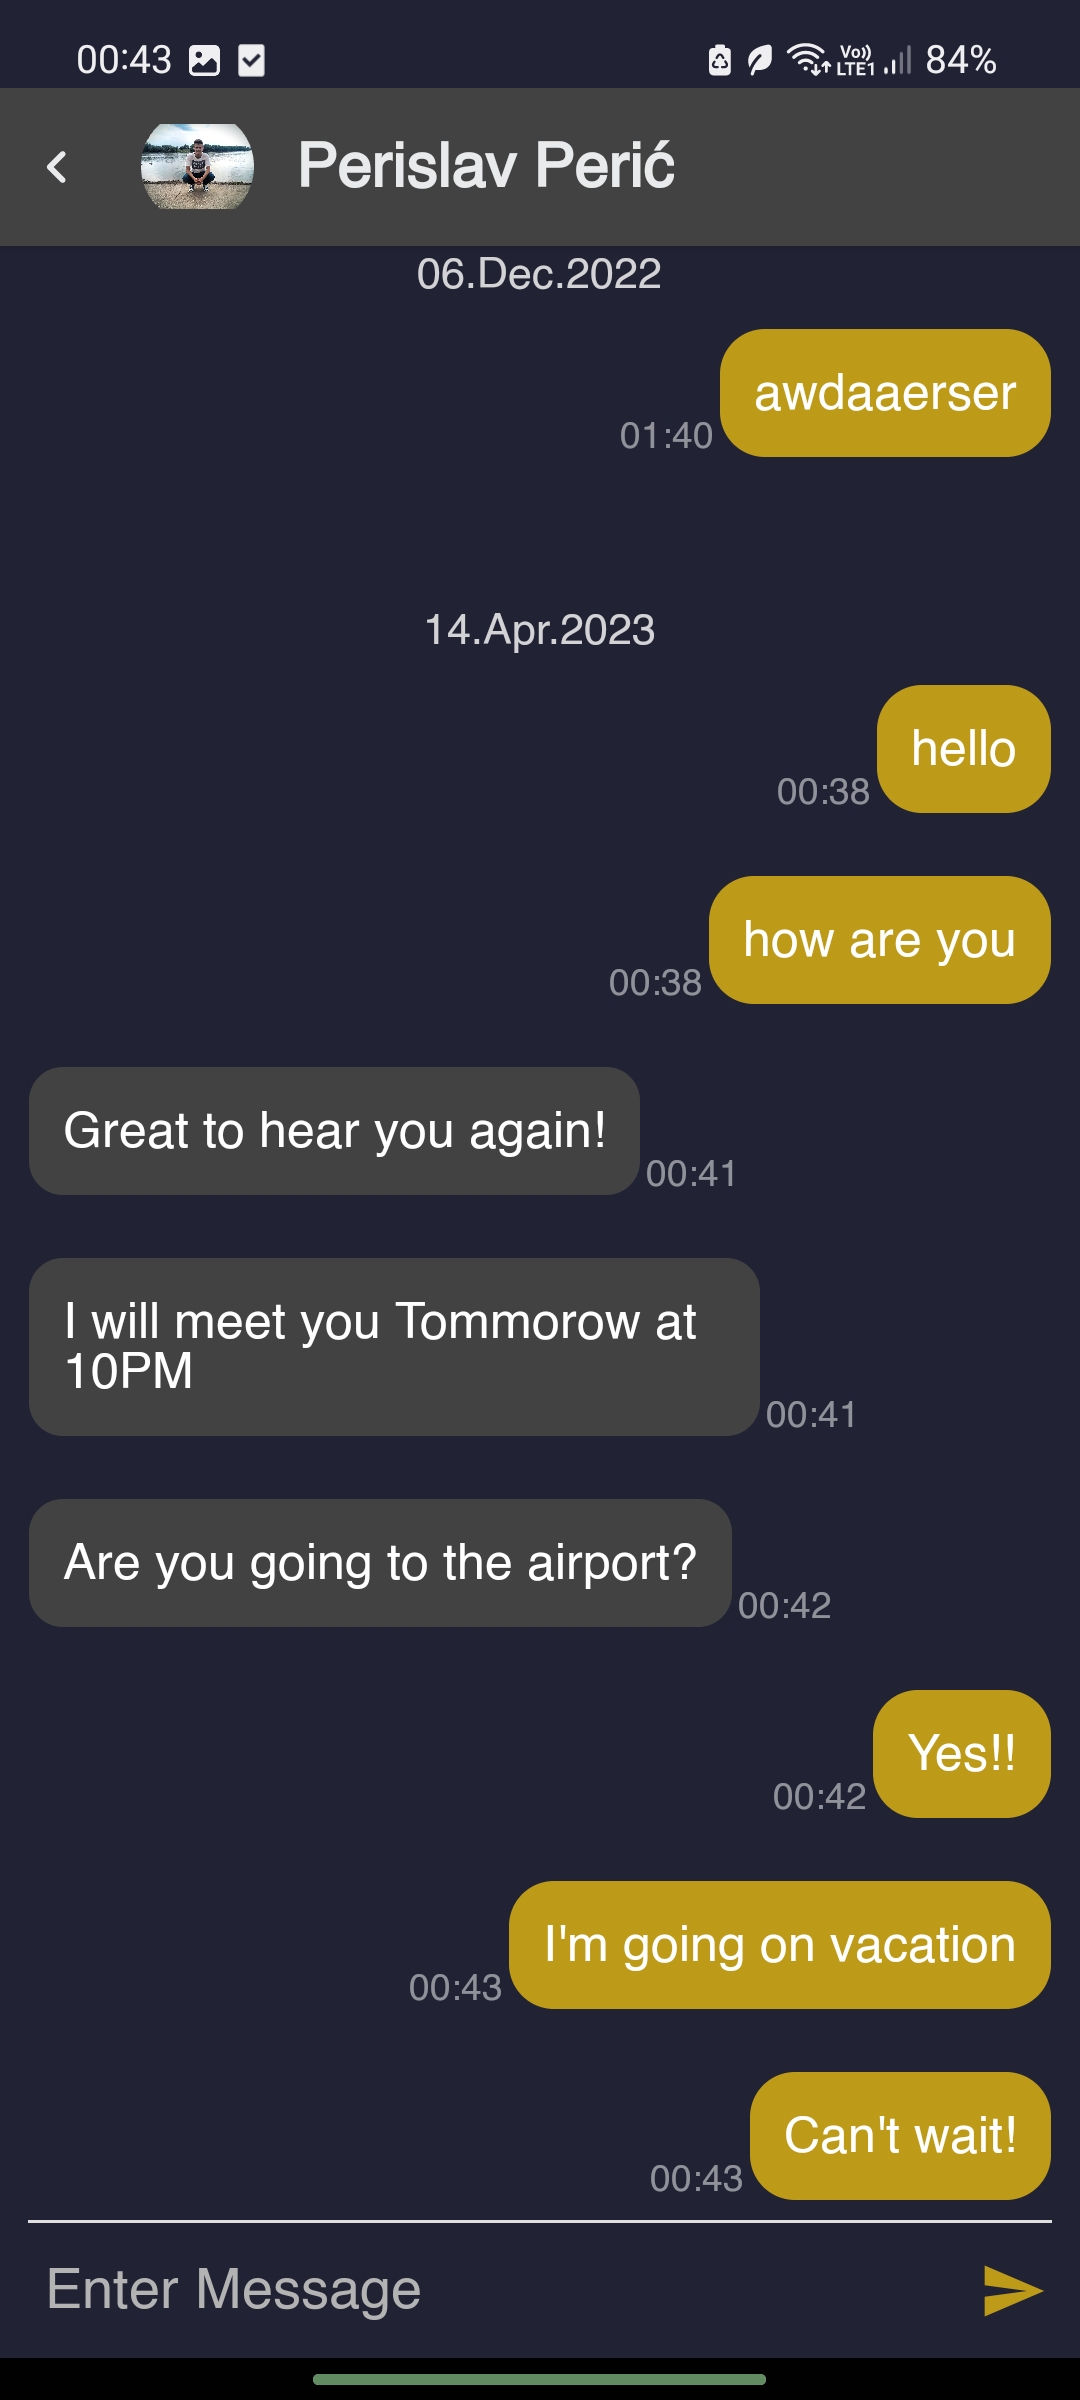 00:43 Vo)) LTE1 84%
Perislav Perić
06.Dec.2022
awdaaerser
01:40
14.Apr.2023
hello
00:38
how are you
00:38
Great to hear you again!
00:41
I will meet you Tommorow at
10PM
00:41
Are you going to the airport?
00:42
Yes!!
00:42
I'm going on vacation
00:43
Can't wait!
00:43
Enter Message